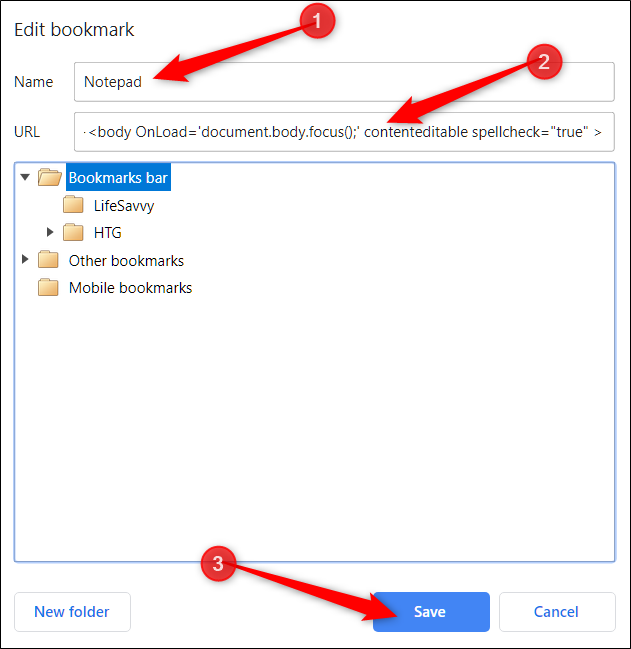 Edit bookmark
1
Name Notepad
2
URL <body OnLoad='document.body.focus();' contenteditable spellcheck="true" >
Bookmarks bar
LifeSavvy
HTG
Other bookmarks
Mobile bookmarks
3
New folder Save Cancel